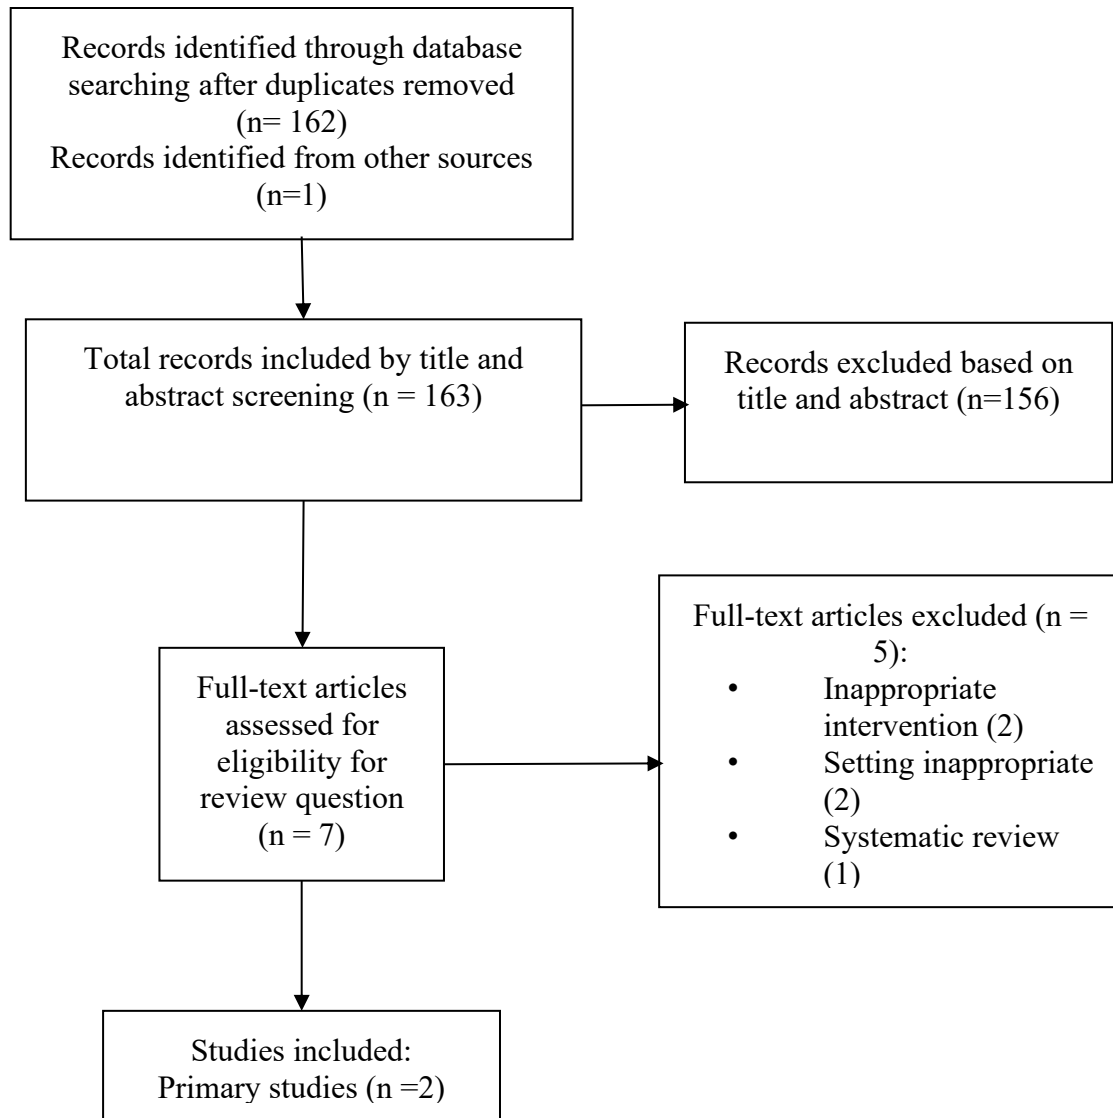 Records identified through database
searching after duplicates removed
(n= 162)
Records identified from other sources
(n=1)
Total records included by title and
abstract screening (n = 163)
Records excluded based on
title and abstract (n=156)
Full-text articles
assessed for
eligibility for
review question
(n = 7)
Full-text articles excluded (n =
5):
• Inappropriate
intervention (2)
• Setting inappropriate
(2)
• Systematic review
(1)
Studies included:
Primary studies (n =2)